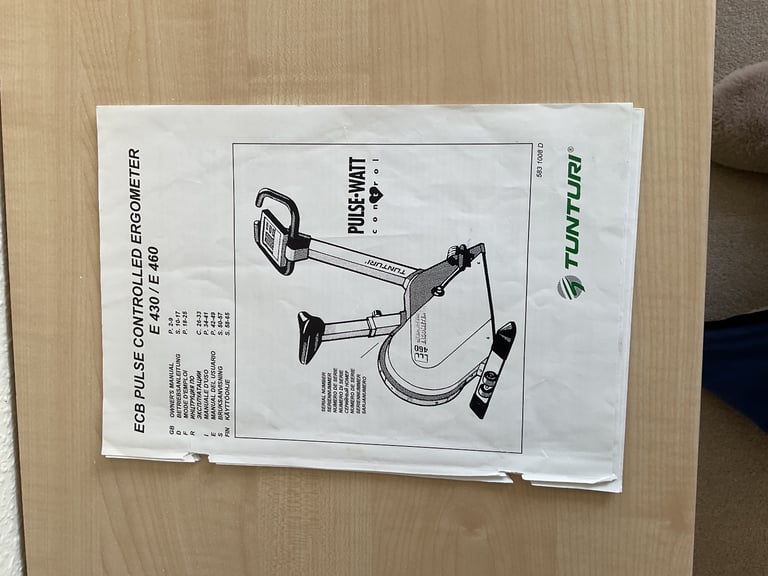 ECB PULSE CONTROLLED ERGOMETER
E 430 / E 460
GB OWNER'S MANUAL P. 2-9
D BETRIEBSANLEITUNG S. 10-17
F MODE D'EMPLOI P. 18-25
R ИНСТРУКЦИЯ ПО
ЭКСПЛУАТАЦИИ С. 26-33
I MANUALE D'USO P. 34-41
E MANUAL DEL USUARIO P. 42-49
S BRUKSANVISNING S. 50-57
FIN KÄYTTÖOHJE S. 58-65
PULSE-WATT
control
TUNTURI
E 460
SERIAL NUMBER
SERIENNUMMER
NUMERO DE SERIE
NUMERO DI SERIE
СЕРИЙНЫЙ НОМЕР
NUMERO DE SERIE
SERIENNUMMER
SARJANUMERO
583 1008 D
TUNTURI®